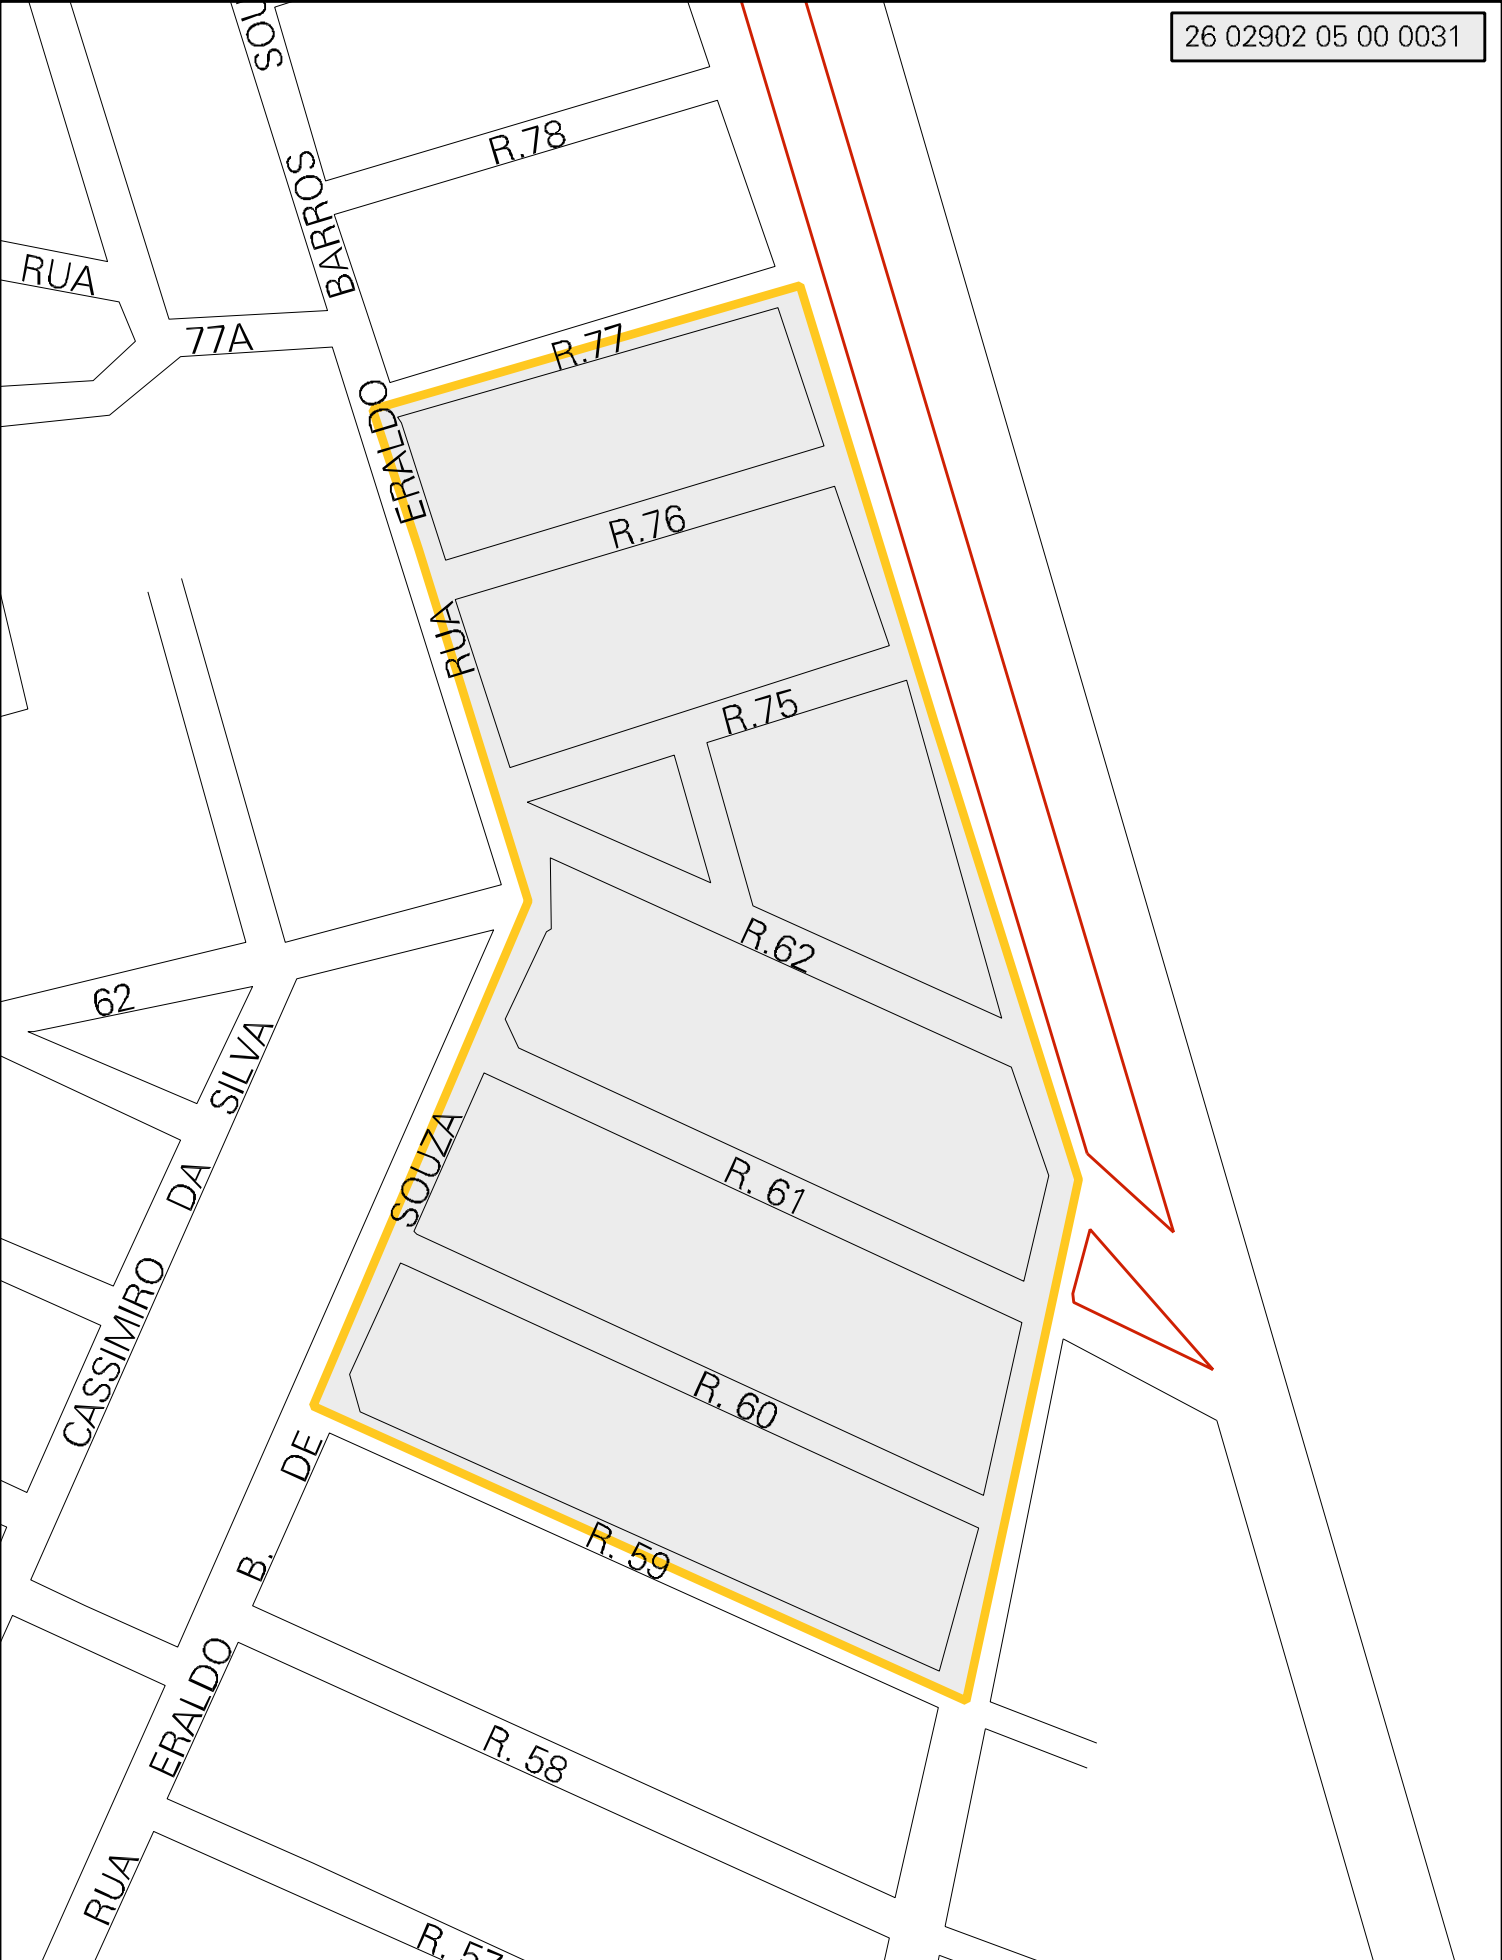 26 02902 05 00 0031
SOU
R.78
BARROS
RUA
77A
R.77
ERALDO
R.76
RUA
R.75
R.62
62
SILVA
SOUZA
DA
R. 61
CASSIMIRO
R. 60
DE
R. 59
B.
ERALDO
R. 58
RUA
R. 57